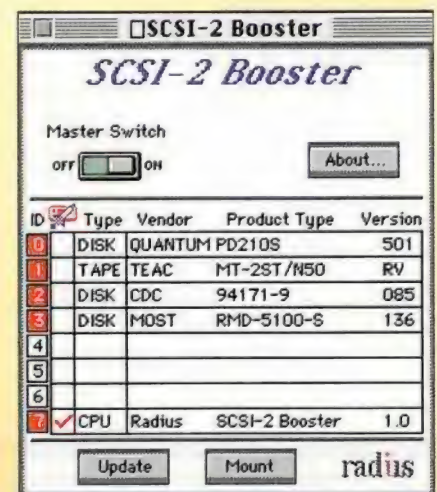 SCSI-2 Booster
SCSI-2 Booster
Master Switch
OFF ON
About...
ID Type Vendor Product Type Version
0 DISK QUANTUM PD210S 501
1 TAPE TEAC MT-2ST/N50 RV
2 DISK CDC 94171-9 085
3 DISK MOST RMD-5100-S 136
4
5
6
7 CPU Radius SCSI-2 Booster 1.0
Update Mount radius